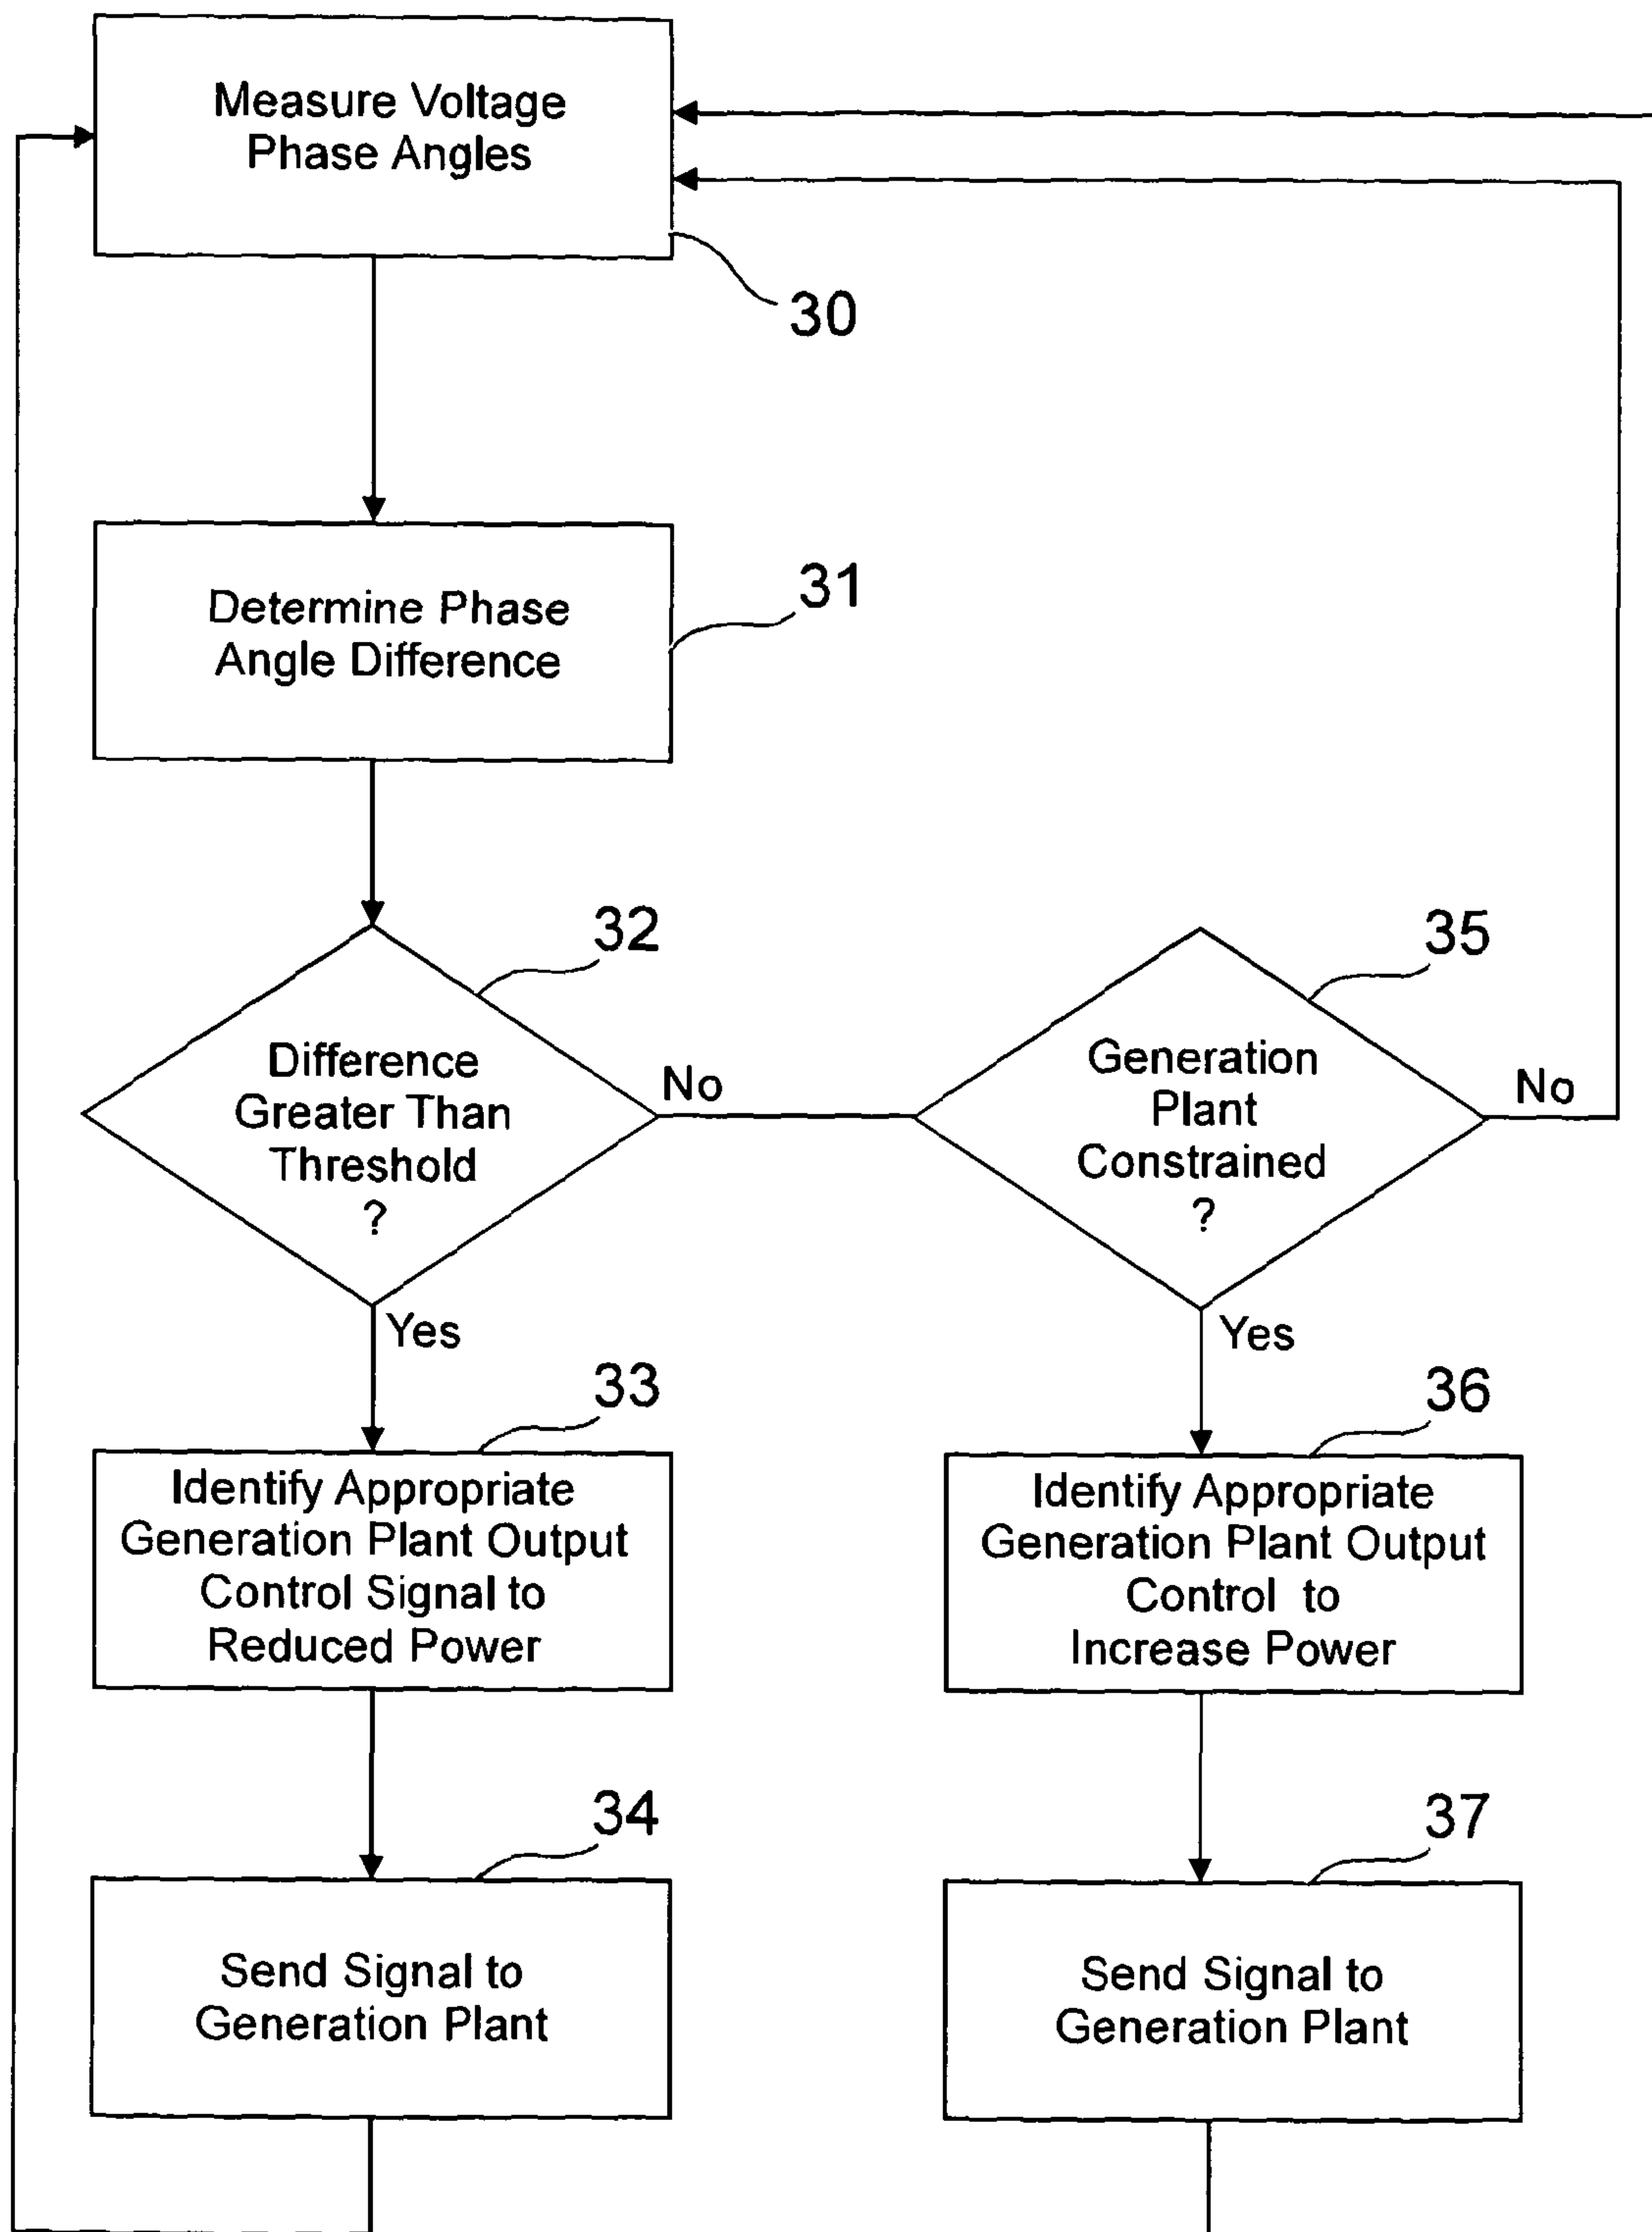 Measure Voltage
Phase Angles
30
Determine Phase
Angle Difference
31
32
Difference
Greater Than
Threshold
?
No
Yes
35
Generation
Plant
Constrained
?
No
Yes
33
Identify Appropriate
Generation Plant Output
Control Signal to
Reduced Power
36
Identify Appropriate
Generation Plant Output
Control to
Increase Power
34
Send Signal to
Generation Plant
37
Send Signal to
Generation Plant